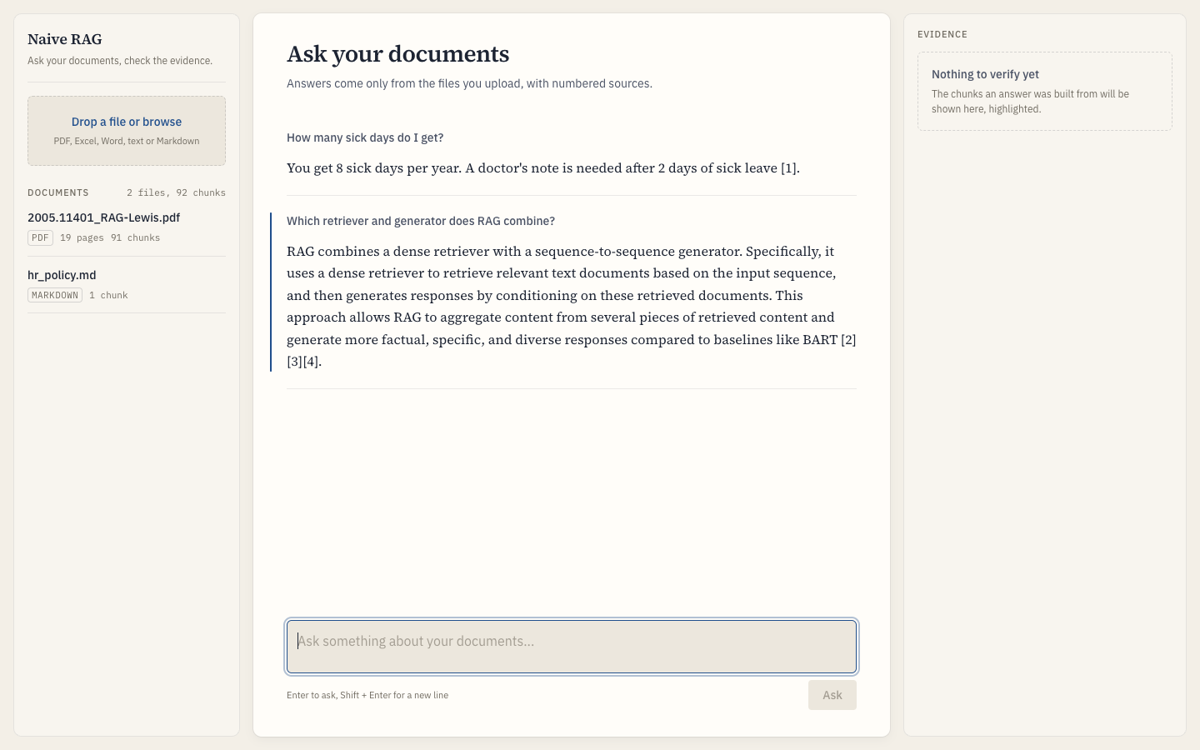 Naive RAG
Ask your documents, check the evidence.
Drop a file or browse
PDF, Excel, Word, text or Markdown
DOCUMENTS 2 files, 92 chunks
2005.11401_RAG-Lewis.pdf
PDF 19 pages 91 chunks
hr_policy.md
MARKDOWN 1 chunk
Ask your documents
Answers come only from the files you upload, with numbered sources.
How many sick days do I get?
You get 8 sick days per year. A doctor's note is needed after 2 days of sick leave [1].
Which retriever and generator does RAG combine?
RAG combines a dense retriever with a sequence-to-sequence generator. Specifically, it
uses a dense retriever to retrieve relevant text documents based on the input sequence,
and then generates responses by conditioning on these retrieved documents. This
approach allows RAG to aggregate content from several pieces of retrieved content and
generate more factual, specific, and diverse responses compared to baselines like BART [2]
[3][4].
Ask something about your documents...
Enter to ask, Shift + Enter for a new line
Ask
EVIDENCE
Nothing to verify yet
The chunks an answer was built from will be
shown here, highlighted.